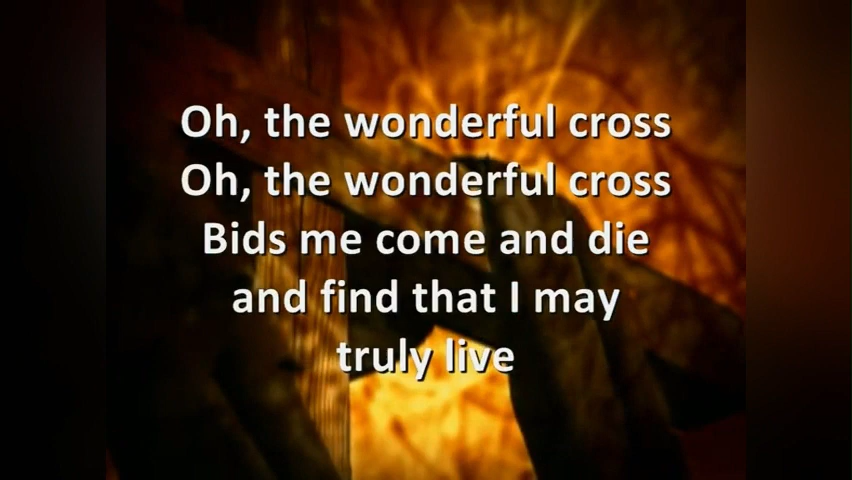 Oh, the wonderful cross
Oh, the wonderful cross
Bids me come and die
and find that I may
truly live